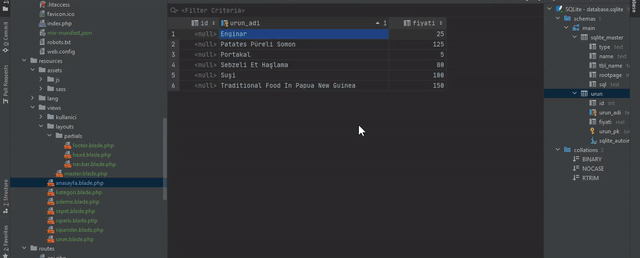 .htaccess
favicon.ico
index.php
mix-manifest.json
robots.txt
web.config
resources
assets
js
sass
lang
views
kullanici
layouts
partials
footer.blade.php
head.blade.php
navbar.blade.php
master.blade.php
anasayfa.blade.php
kategori.blade.php
odeme.blade.php
sepet.blade.php
siparis.blade.php
siparisler.blade.php
urun.blade.php
routes
Commit
Pull Requests
Z: Structure
2: Favorites
<Filter Criteria>
id urun_adi 1 fiyati
1 <null> Enginar 25
2 <null> Patates Püreli Somon 125
3 <null> Portakal 5
4 <null> Sebzeli Et Haşlama 80
5 <null> Suşi 100
6 <null> Traditional Food In Papua New Guinea 150
SQLite - database.sqlite
schemas 1
main
sqlite_master
type text
name text
tbl_name text
rootpage
sql text
urun
id
urun_adi
fiyati real
urun_pk
sqlite_autoin
collations 3
BINARY
NOCASE
RTRIM